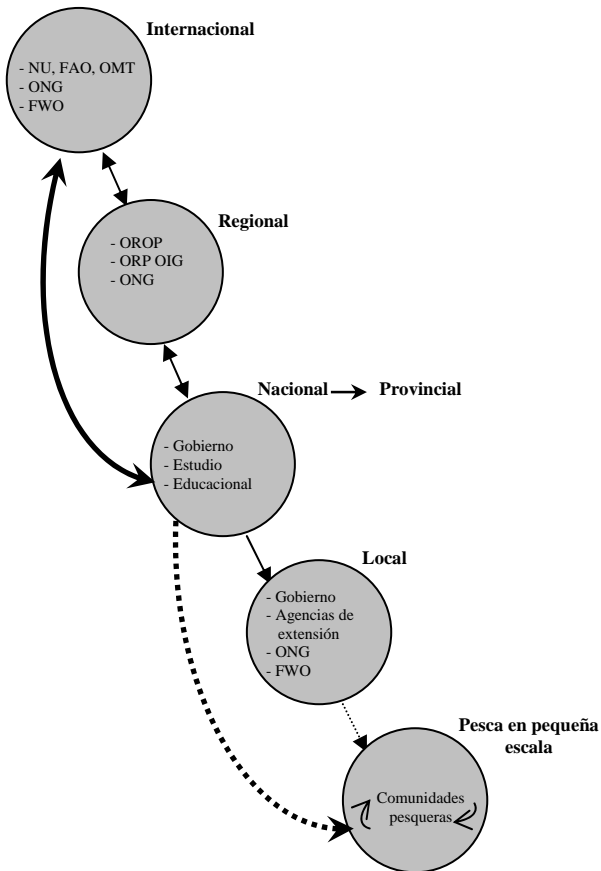 Internacional
- NU, FAO, OMT
- ONG
- FWO
Regional
- OROP
- ORP OIG
- ONG
Nacional
Provincial
- Gobierno
- Estudio
- Educacional
Local
- Gobierno
- Agencias de
extensión
- ONG
- FWO
Pesca en pequeña
escala
Comunidades
pesqueras